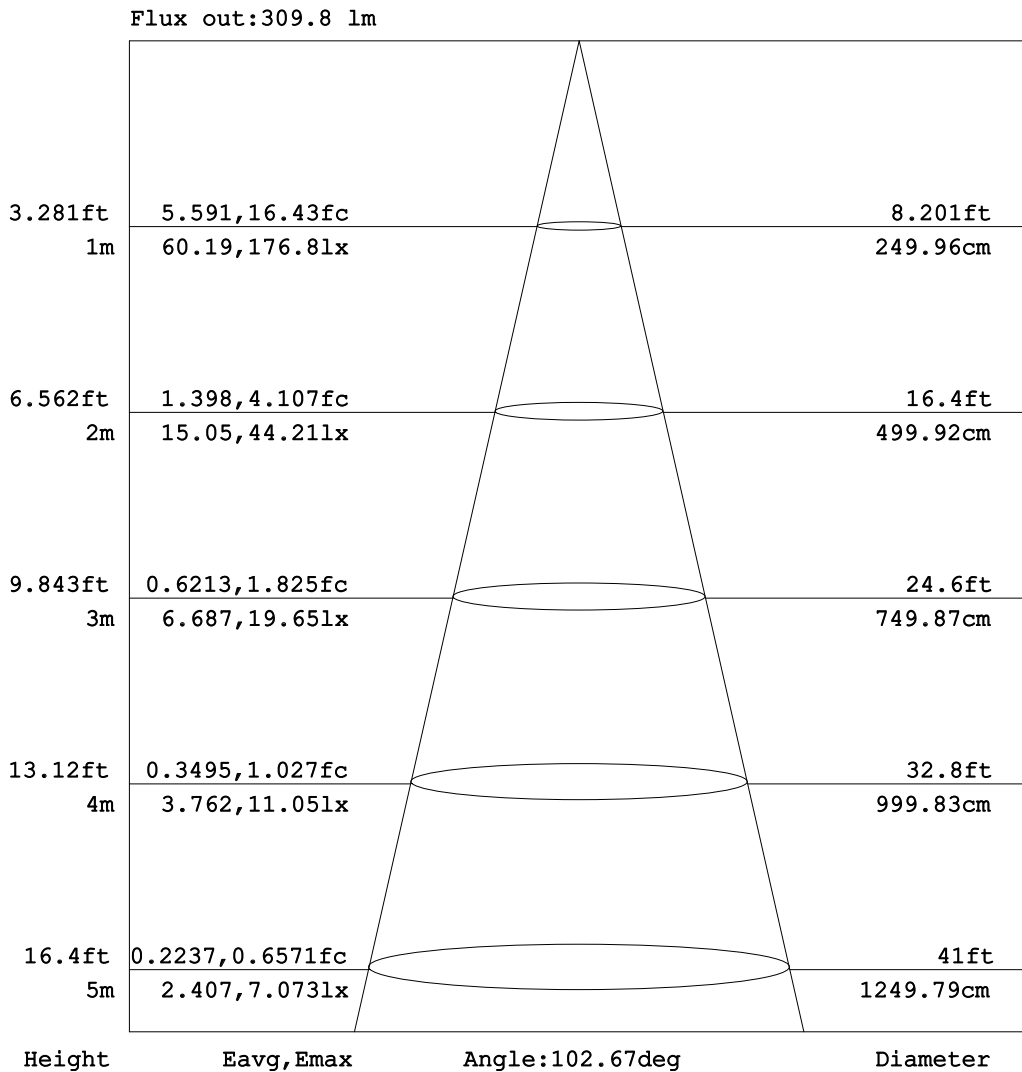 Flux out:309.8 lm
3.281ft 5.591,16.43fc 8.201ft
1m 60.19,176.8lx 249.96cm
6.562ft 1.398,4.107fc 16.4ft
2m 15.05,44.21lx 499.92cm
9.843ft 0.6213,1.825fc 24.6ft
3m 6.687,19.65lx 749.87cm
13.12ft 0.3495,1.027fc 32.8ft
4m 3.762,11.05lx 999.83cm
16.4ft 0.2237,0.6571fc 41ft
5m 2.407,7.073lx 1249.79cm
Height Eavg,Emax Angle:102.67deg Diameter